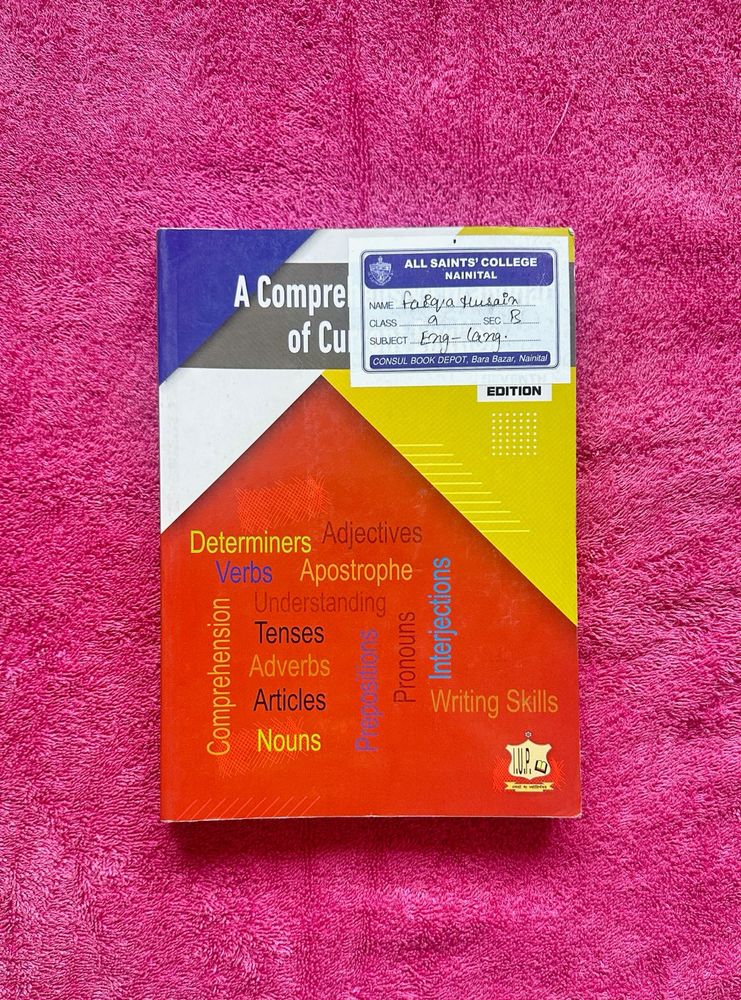 A Compre
of Cu
ALL SAINTS' COLLEGE
NAINITAL
NAME Faiqia Husain
CLASS 9 SEC B
SUBJECT Eng-Lang.
CONSUL BOOK DEPOT, Bara Bazar, Nainital
EDITION
Determiners
Adjectives
Verbs
Apostrophe
Understanding
Comprehension
Tenses
Adverbs
Articles
Nouns
Prepositions
Pronouns
Interjections
Writing Skills
I.U.P.